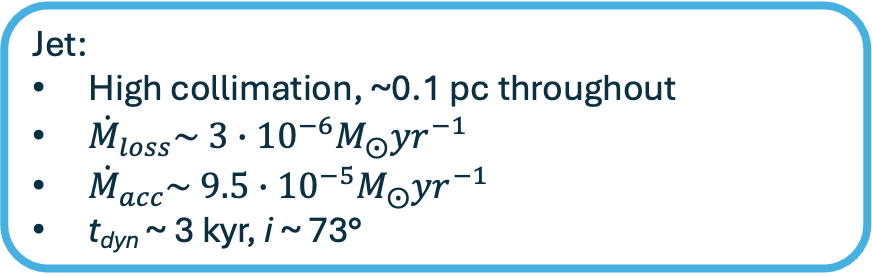 Jet:
• High collimation, ~0.1 pc throughout
• Ṁ_loss ~ 3 · 10⁻⁶ M_⊙ yr⁻¹
• Ṁ_acc ~ 9.5 · 10⁻⁵ M_⊙ yr⁻¹
• t_dyn ~ 3 kyr, i ~ 73°